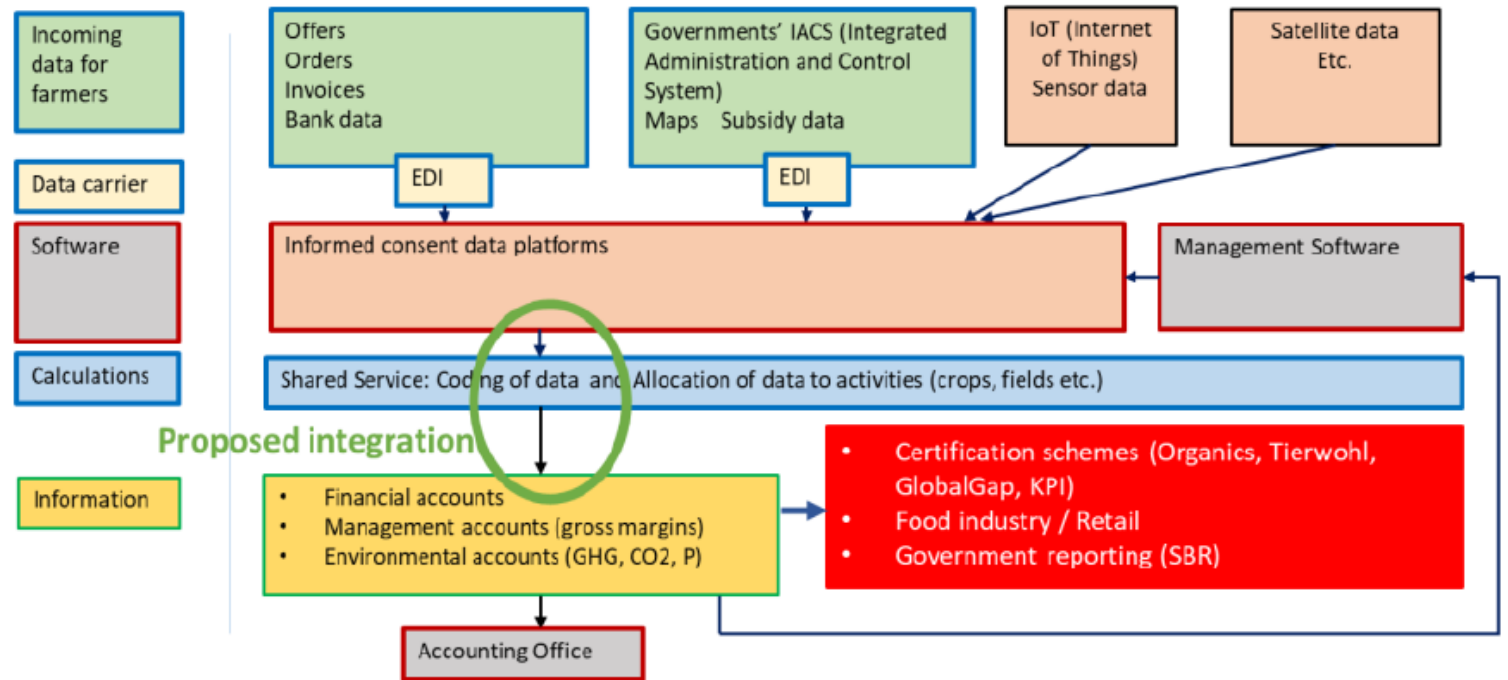 Incoming
data for
farmers
Data carrier
Software
Calculations
Information
Offers
Orders
Invoices
Bank data
EDI
Governments' IACS (Integrated
Administration and Control
System)
Maps Subsidy data
EDI
IoT (Internet
of Things)
Sensor data
Satellite data
Etc.
Informed consent data platforms
Management Software
Shared Service: Coding of data and Allocation of data to activities (crops, fields etc.)
Proposed integration
• Financial accounts
• Management accounts (gross margins)
• Environmental accounts (GHG, CO2, P)
• Certification schemes (Organics, Tierwohl,
GlobalGap, KPI)
• Food industry / Retail
• Government reporting (SBR)
Accounting Office